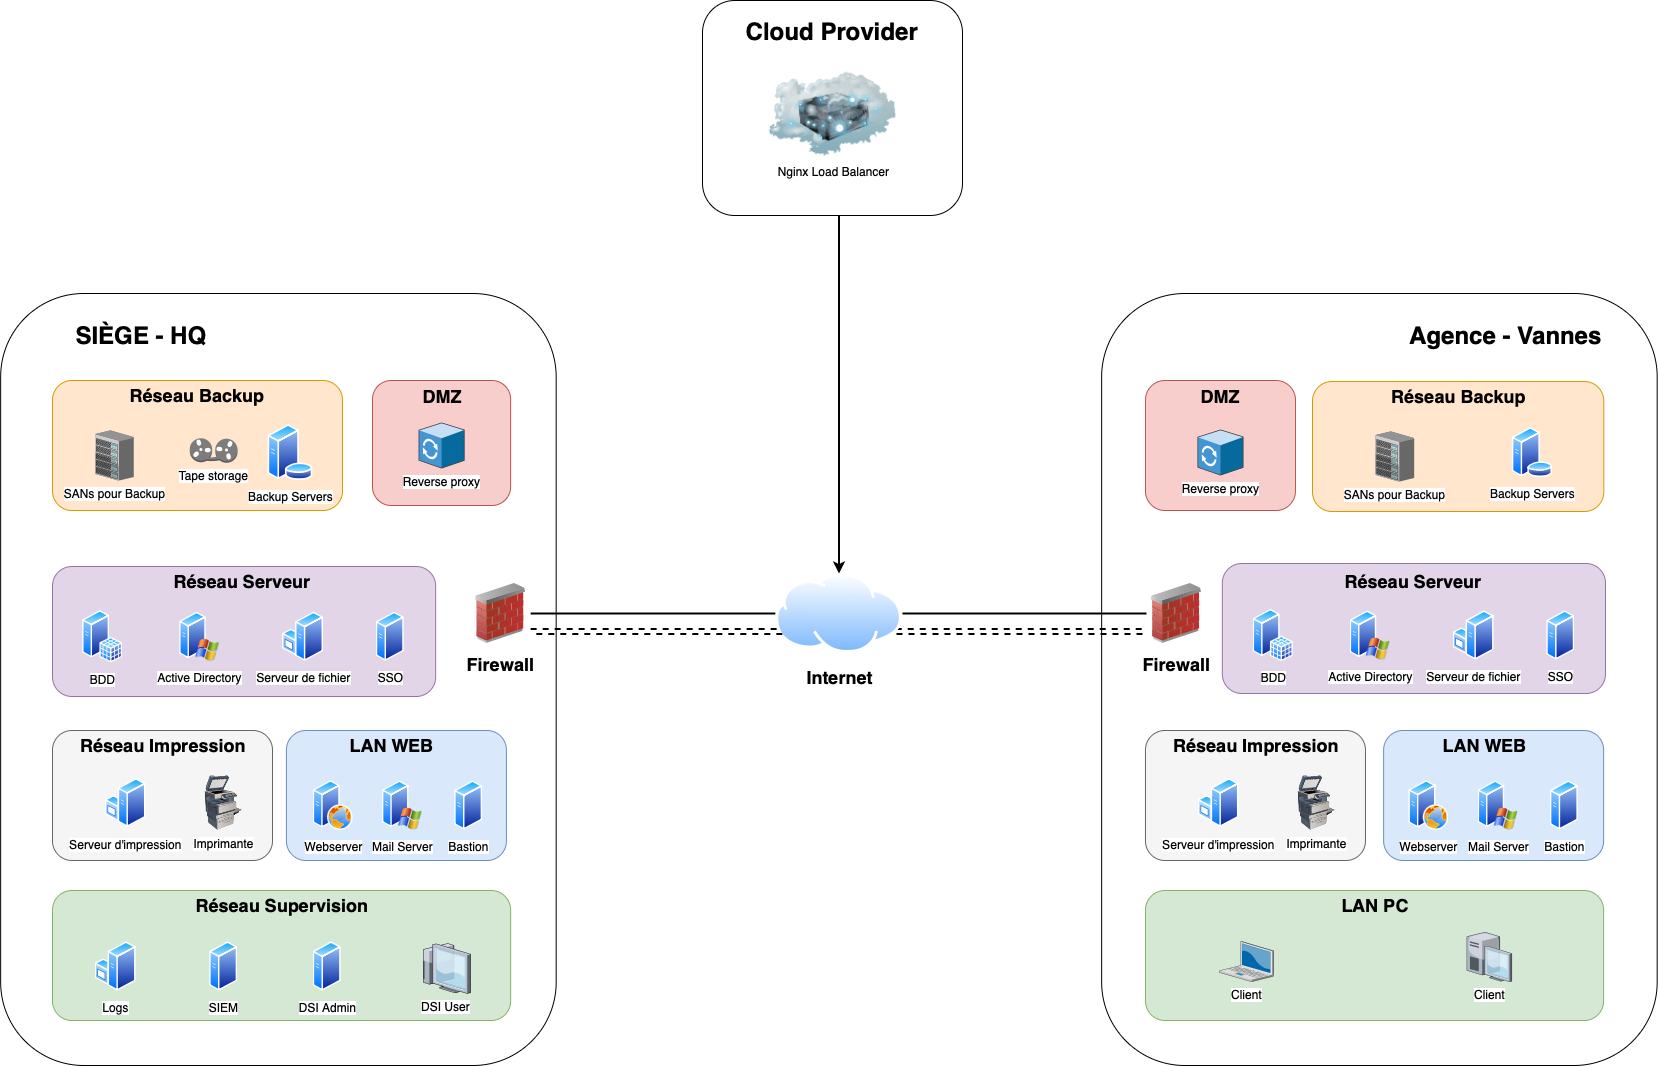 Cloud Provider
Nginx Load Balancer
SIÈGE - HQ
Réseau Backup
SANs pour Backup
Tape storage
Backup Servers
DMZ
Reverse proxy
Réseau Serveur
BDD
Active Directory
Serveur de fichier
SSO
Firewall
Réseau Impression
Serveur d'impression
Imprimante
LAN WEB
Webserver
Mail Server
Bastion
Réseau Supervision
Logs
SIEM
DSI Admin
DSI User
Internet
Agence - Vannes
DMZ
Reverse proxy
Réseau Backup
SANs pour Backup
Backup Servers
Firewall
Réseau Serveur
BDD
Active Directory
Serveur de fichier
SSO
Réseau Impression
Serveur d'impression
Imprimante
LAN WEB
Webserver
Mail Server
Bastion
LAN PC
Client
Client